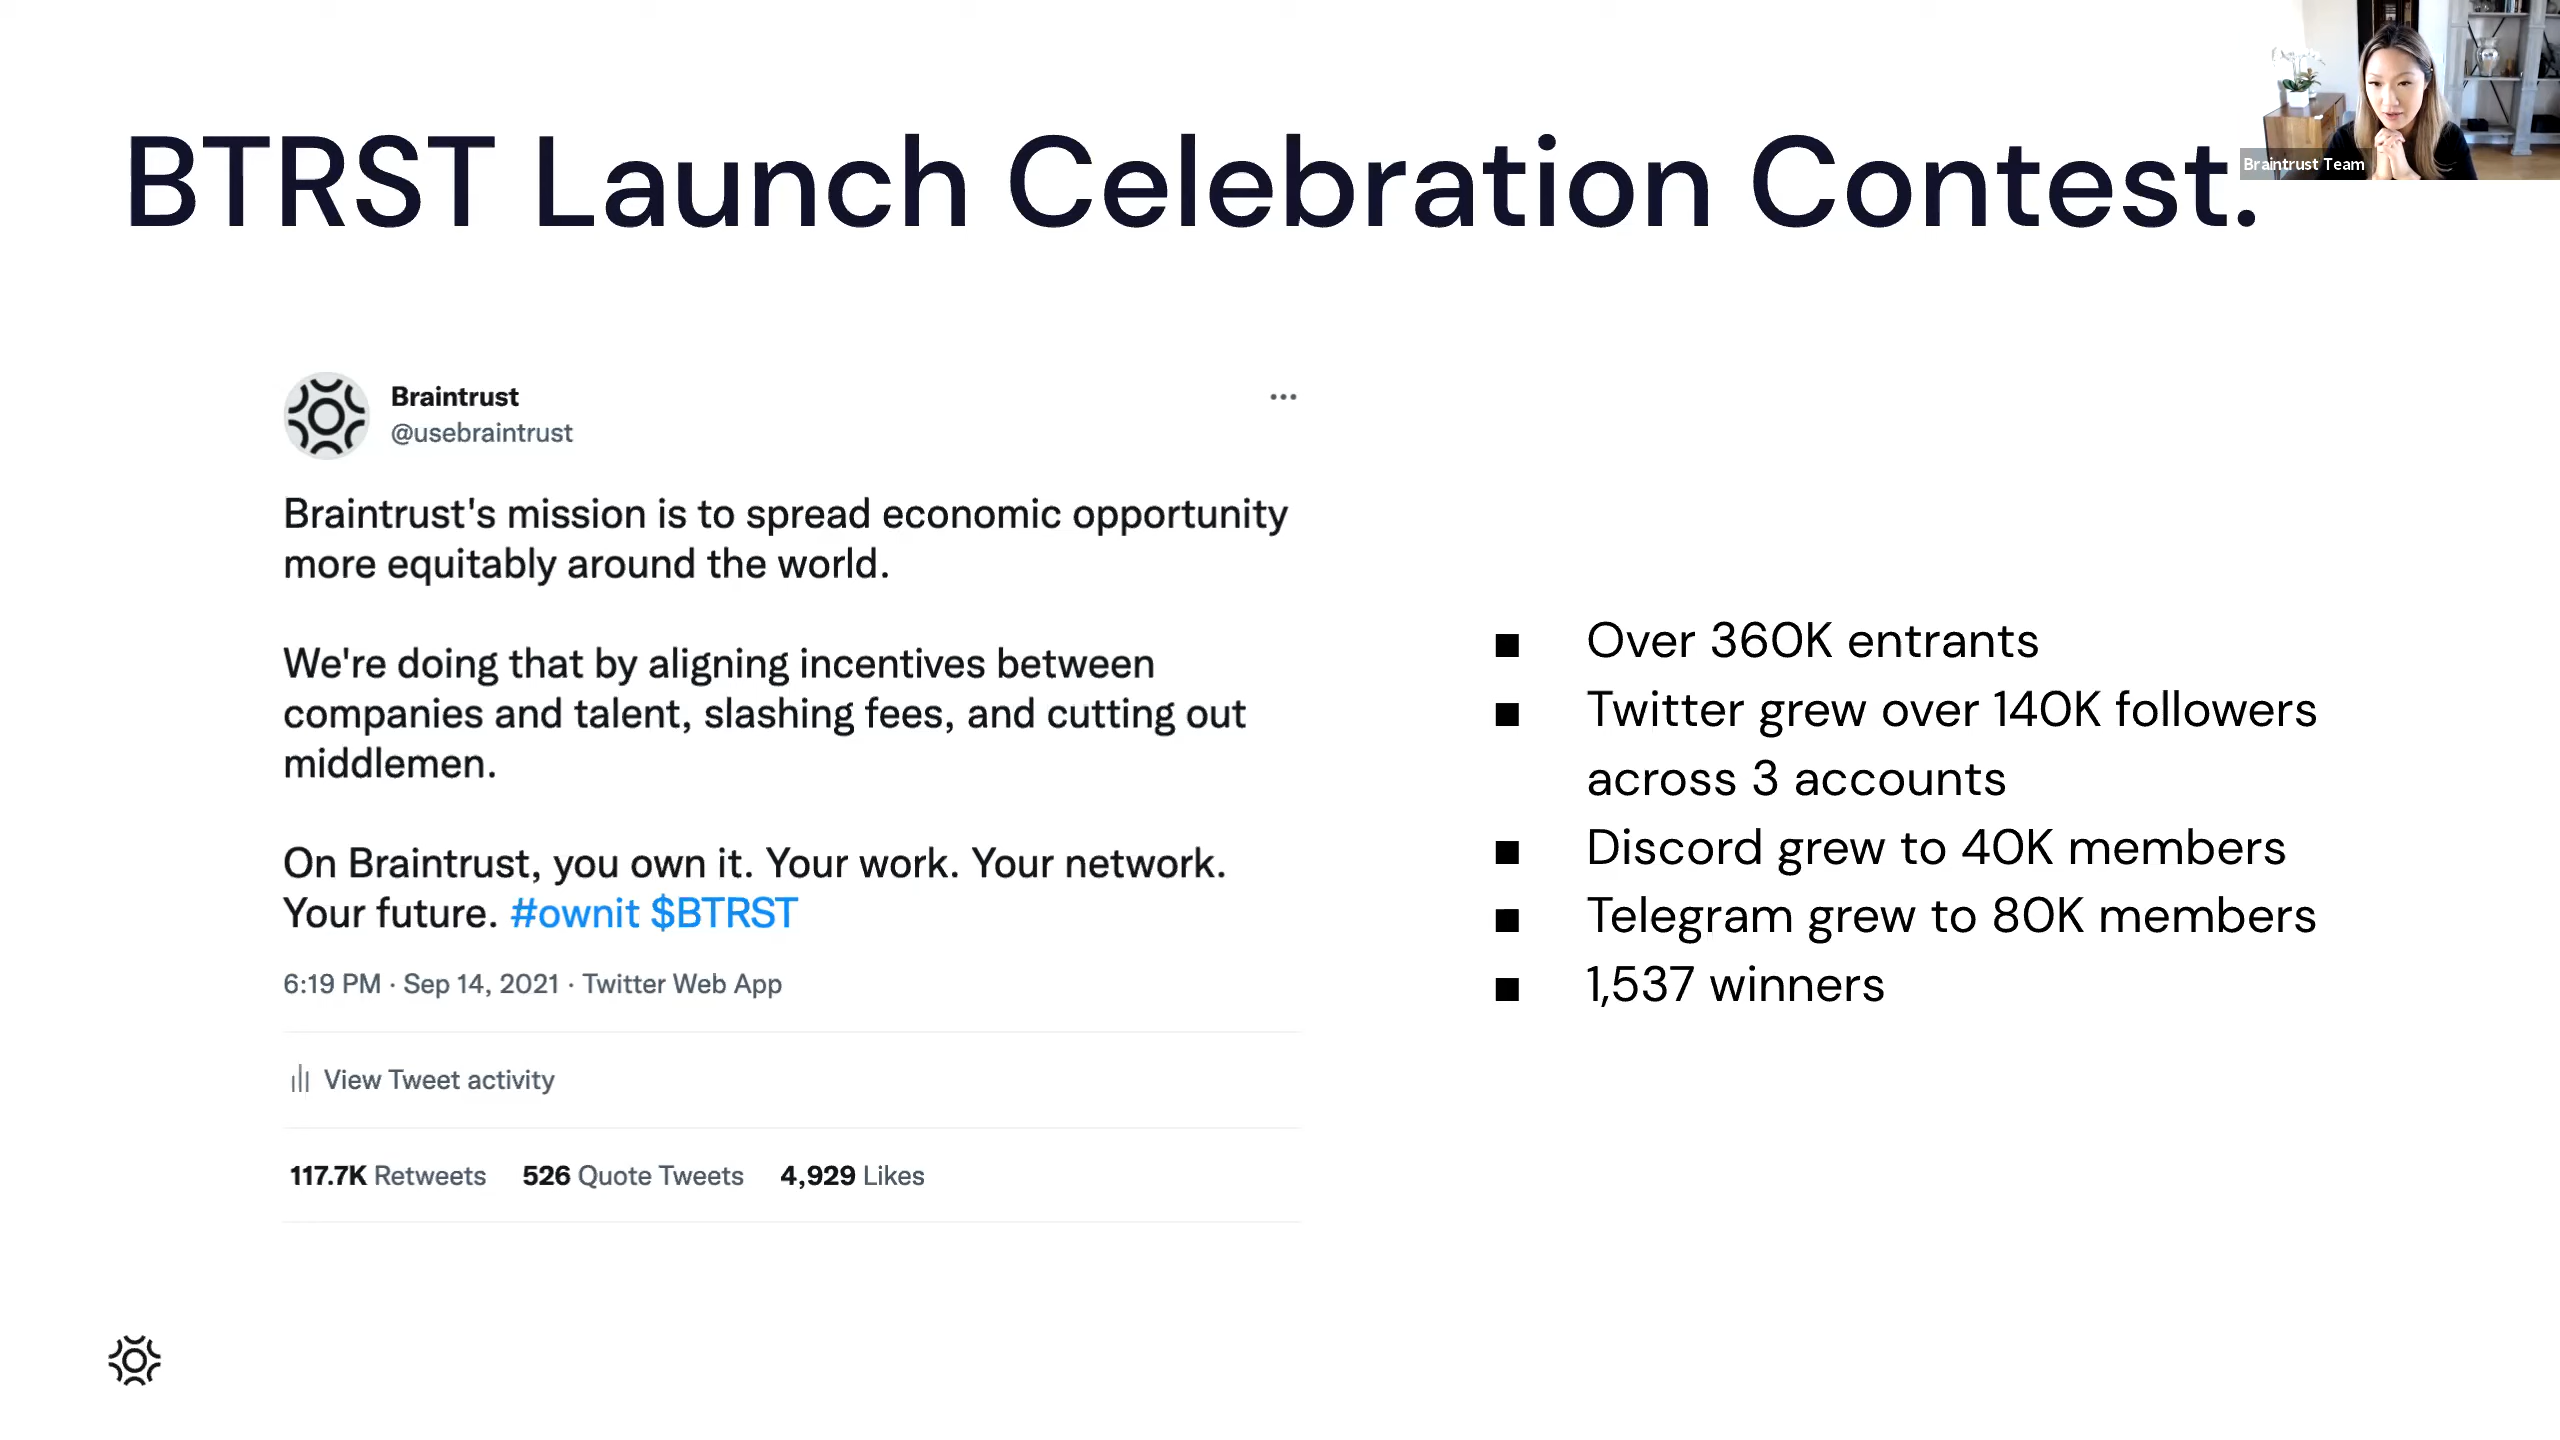 BTRST Launch Celebration Contest.
Braintrust Team
Braintrust
@usebraintrust
Braintrust's mission is to spread economic opportunity
more equitably around the world.
We're doing that by aligning incentives between
companies and talent, slashing fees, and cutting out
middlemen.
On Braintrust, you own it. Your work. Your network.
Your future. #ownit $BTRST
6:19 PM · Sep 14, 2021 · Twitter Web App
View Tweet activity
117.7K Retweets 526 Quote Tweets 4,929 Likes
■ Over 360K entrants
■ Twitter grew over 140K followers
across 3 accounts
■ Discord grew to 40K members
■ Telegram grew to 80K members
■ 1,537 winners